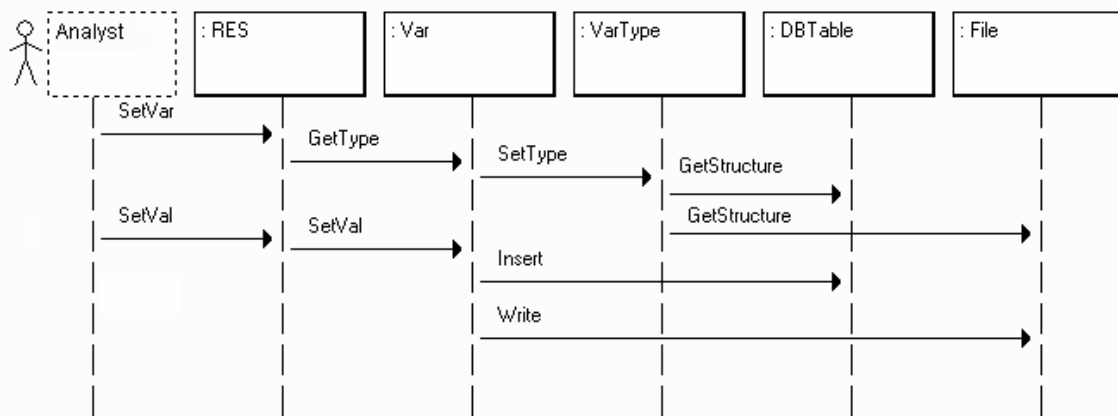 Analyst
: RES
: Var
: VarType
: DBTable
: File
SetVar
GetType
SetType
GetStructure
SetVal
SetVal
GetStructure
Insert
Write